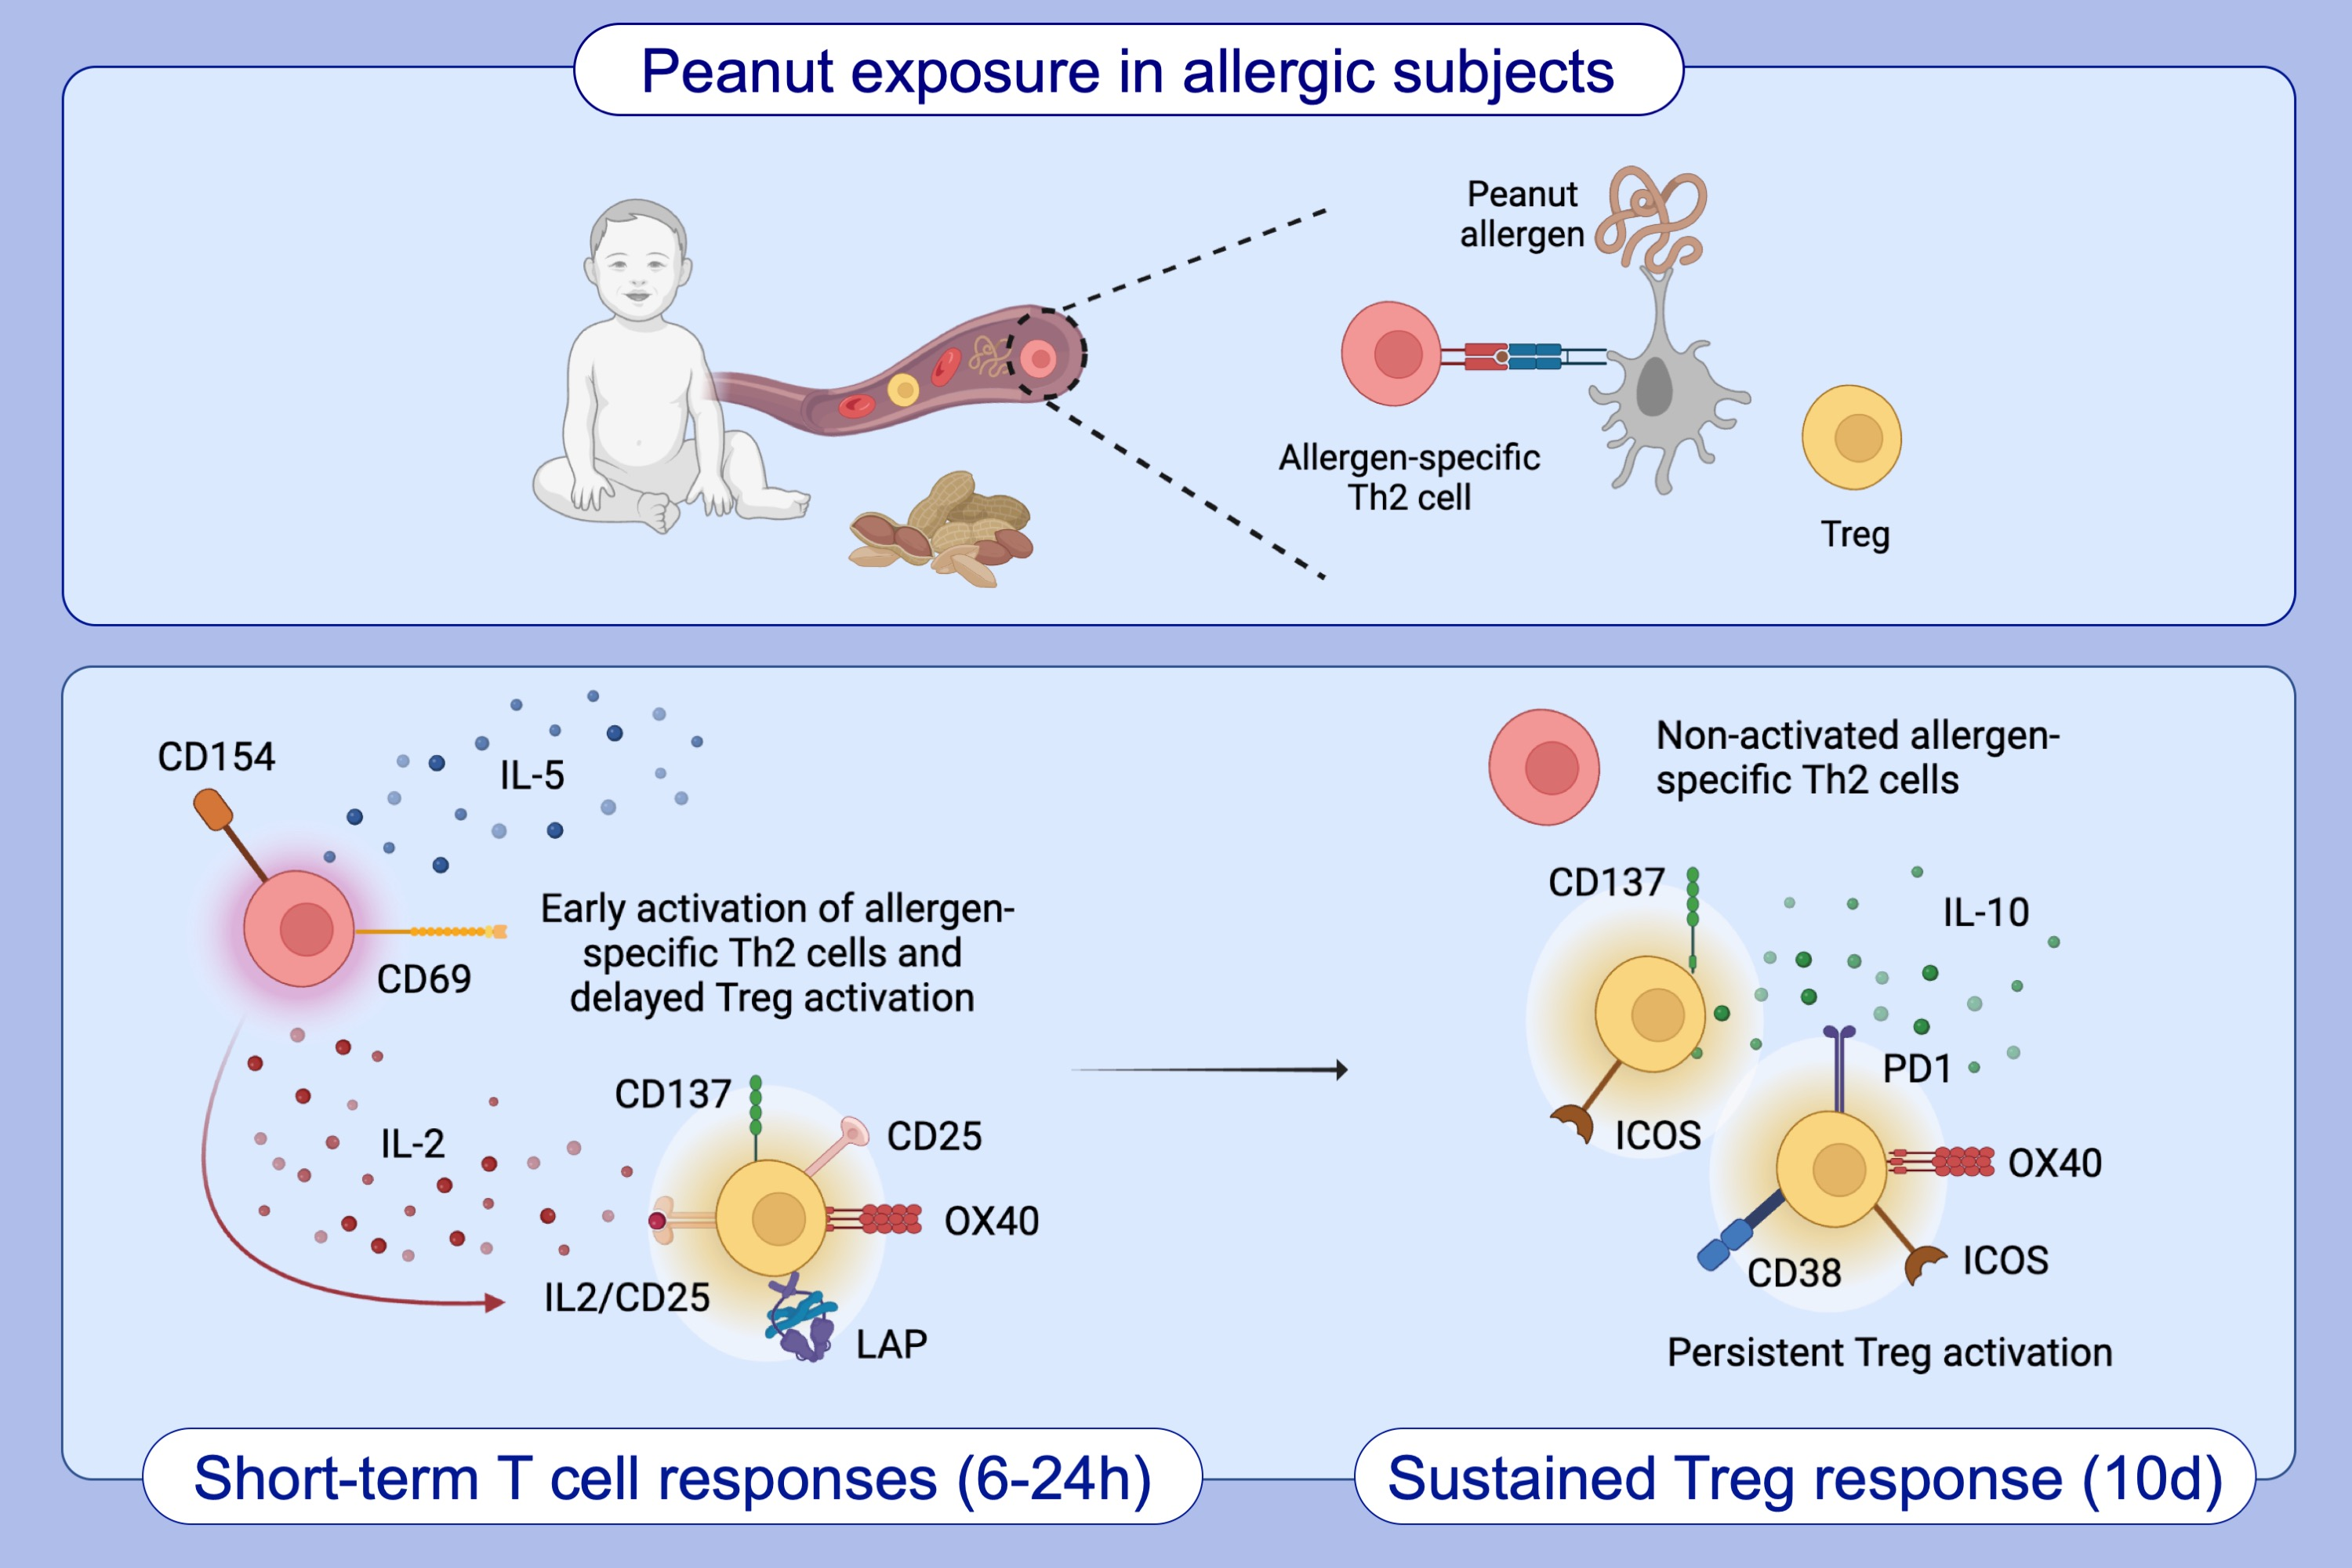 Peanut exposure in allergic subjects
Peanut
allergen
Allergen-specific
Th2 cell
Treg
CD154
IL-5
CD69
Early activation of allergen-
specific Th2 cells and
delayed Treg activation
IL-2
CD137
CD25
OX40
IL2/CD25
LAP
Non-activated allergen-
specific Th2 cells
CD137
IL-10
PD1
ICOS
OX40
CD38
ICOS
Persistent Treg activation
Short-term T cell responses (6-24h)
Sustained Treg response (10d)